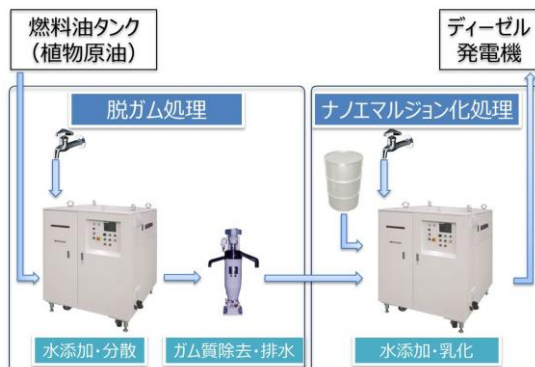 燃料油タンク
（植物原油）
ディーゼル
発電機
脱ガム処理
ナノエマルジョン化処理
水添加・分散
ガム質除去・排水
水添加・乳化